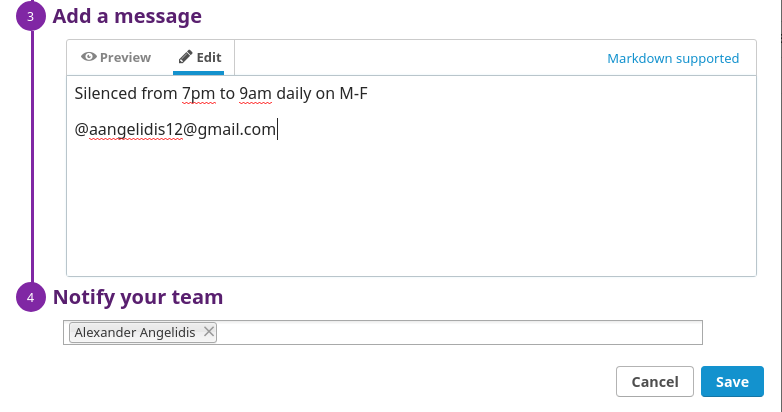 3 Add a message
Preview Edit Markdown supported
Silenced from 7pm to 9am daily on M-F
@aangelidis12@gmail.com
4 Notify your team
Alexander Angelidis
Cancel Save